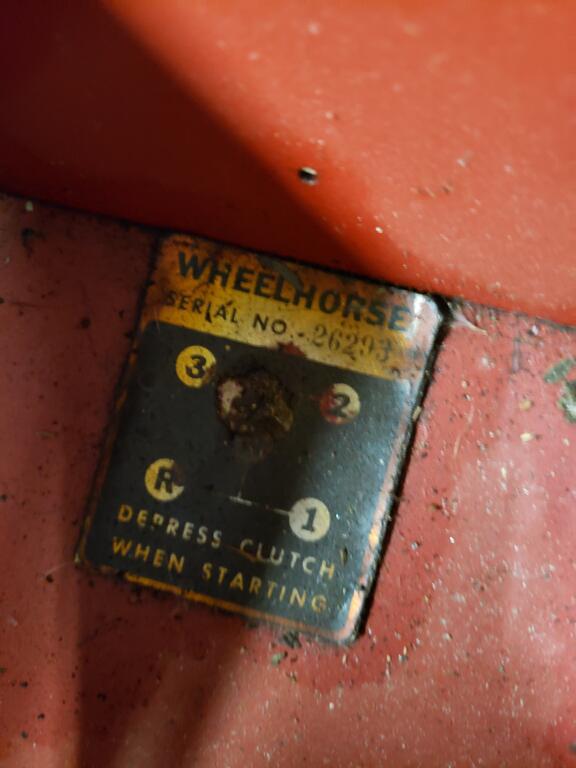 WHEELHORSE
SERIAL NO. 26293
3 2
R 1
DEPRESS CLUTCH
WHEN STARTING